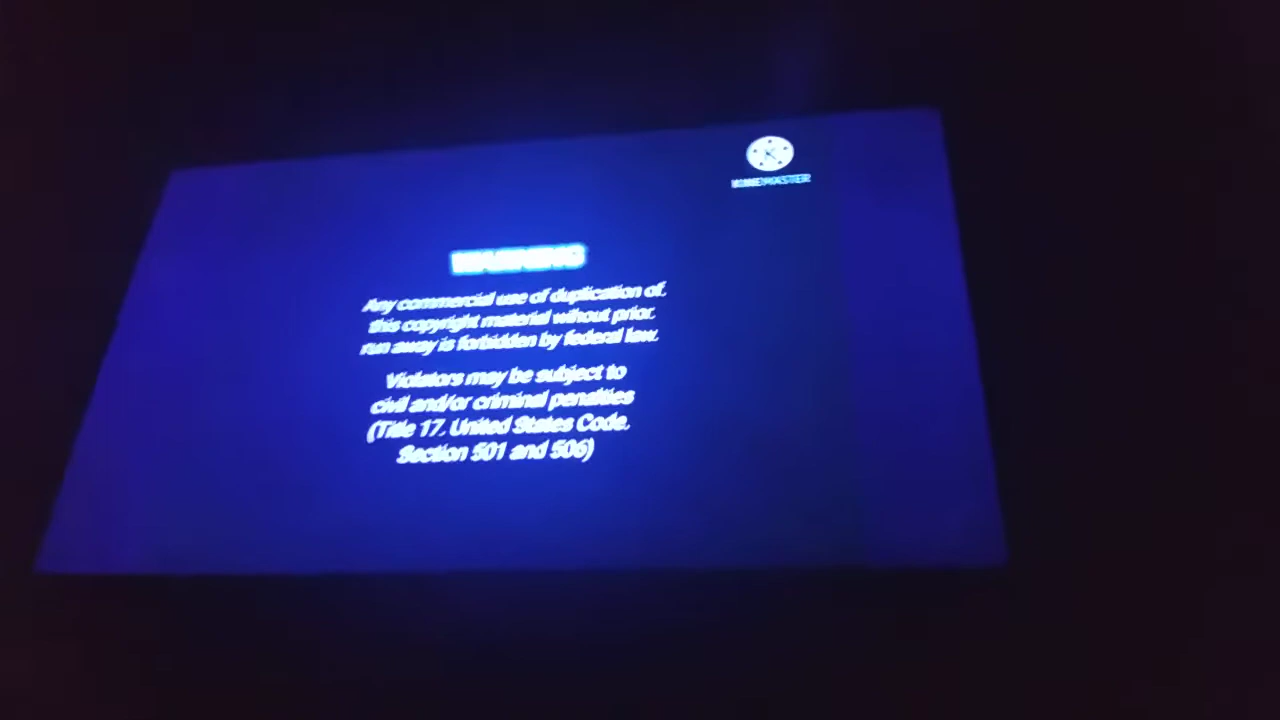 KINEMASTER
WARNING
Any commercial use of duplication of.
this copyright material wihout prior.
run away is forbidden by federal law.
Violators may be subject to
civil and/or criminal penalties
(Title 17. United States Code.
Section 501 and 506)